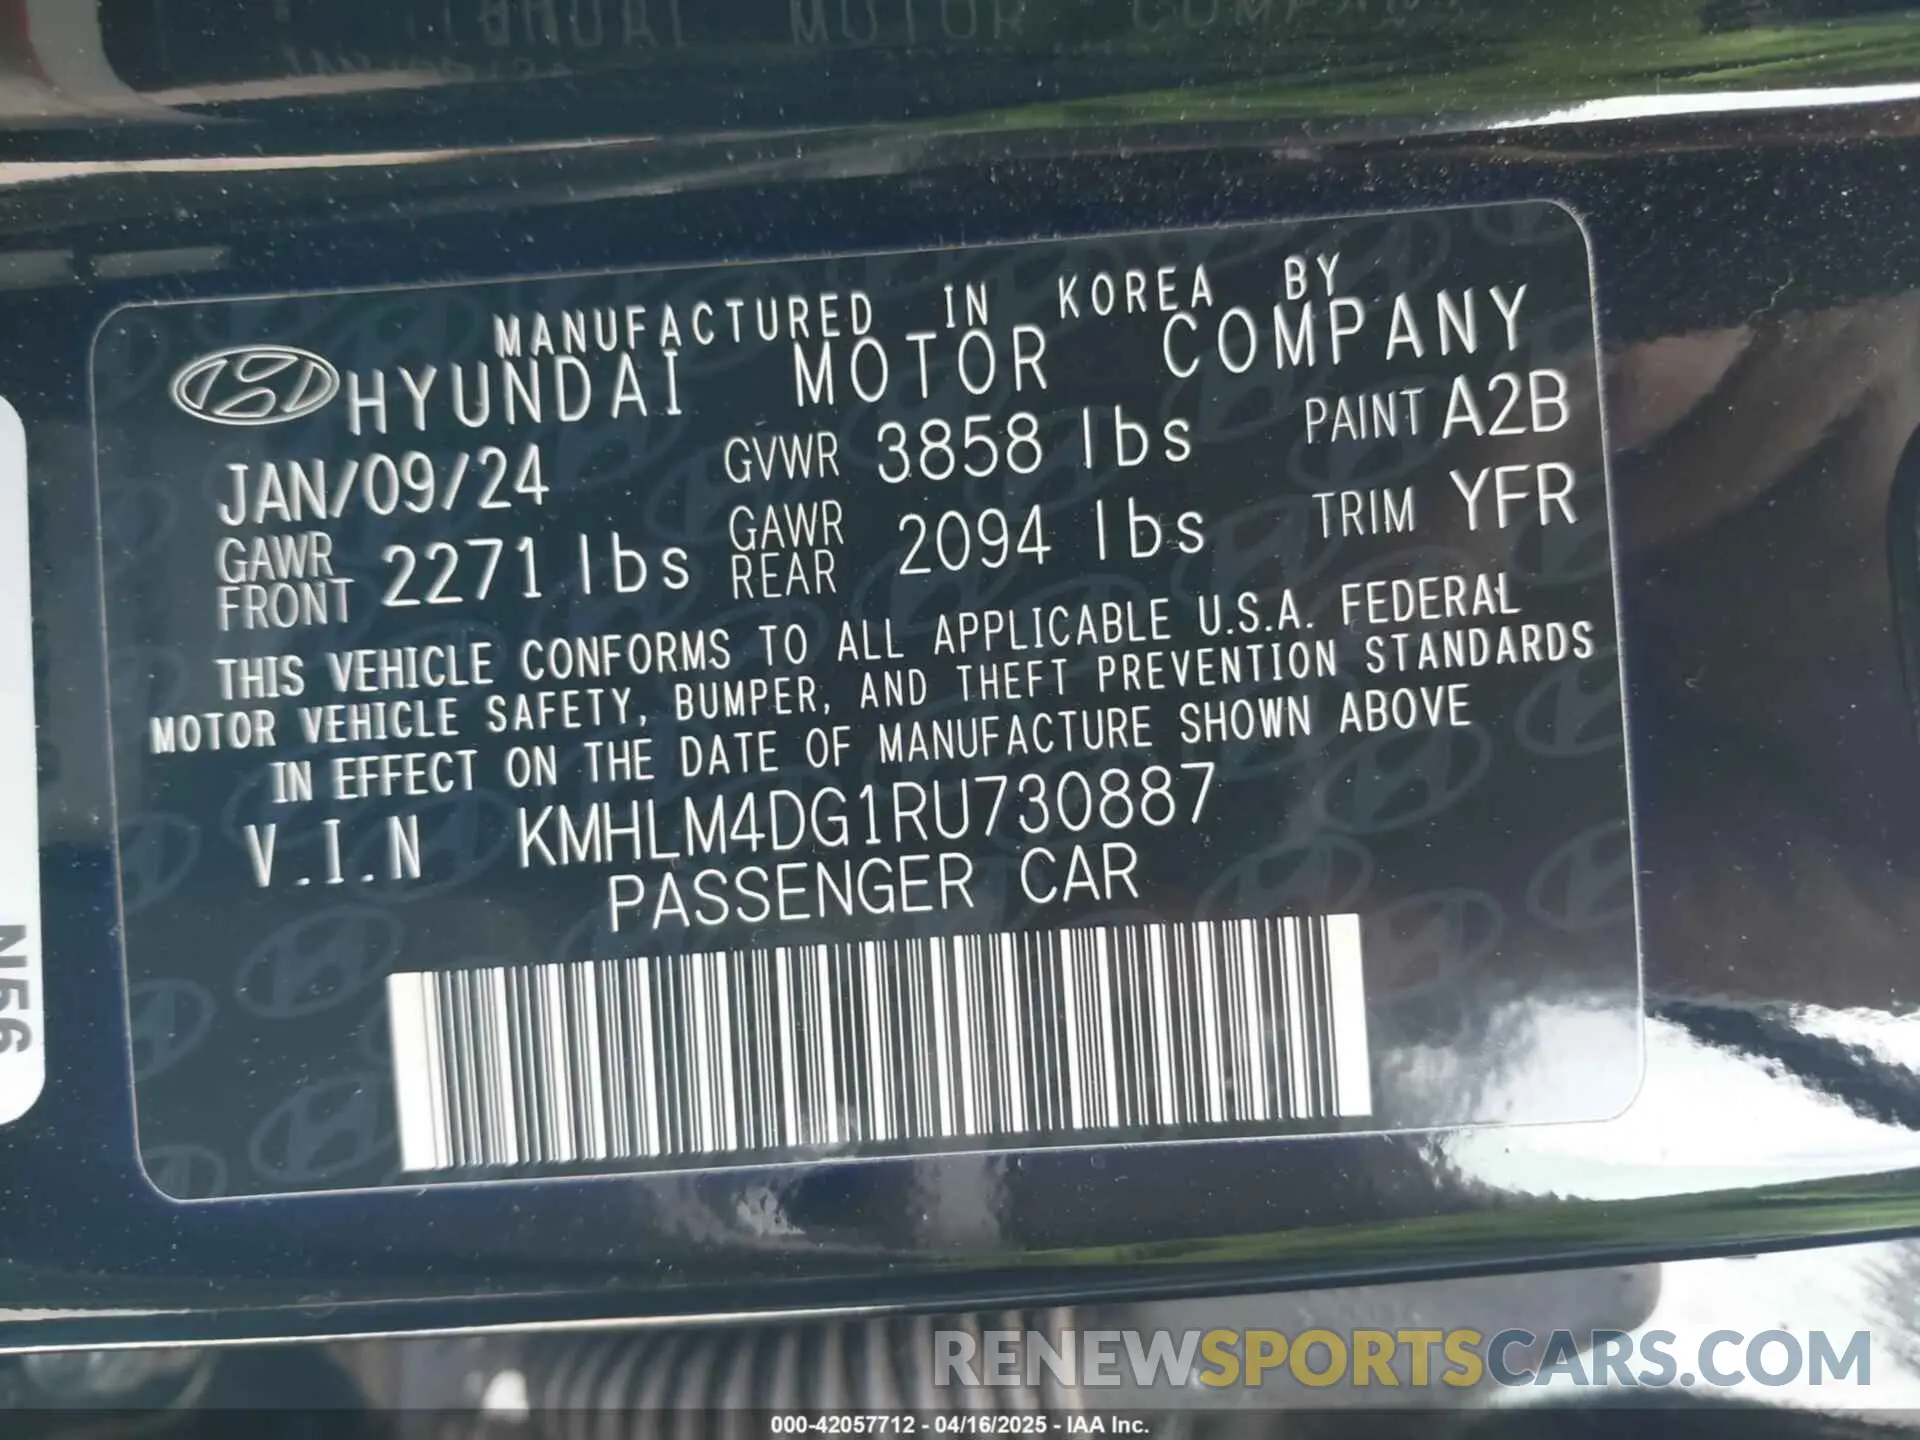 MANUFACTURED IN KOREA BY
HYUNDAI MOTOR COMPANY
JAN/09/24 GVWR 3858 lbs PAINT A2B
GAWR FRONT 2271 lbs GAWR REAR 2094 lbs TRIM YFR
THIS VEHICLE CONFORMS TO ALL APPLICABLE U.S.A. FEDERAL
MOTOR VEHICLE SAFETY, BUMPER, AND THEFT PREVENTION STANDARDS
IN EFFECT ON THE DATE OF MANUFACTURE SHOWN ABOVE
V.I.N KMHLM4DG1RU730887
PASSENGER CAR
N56
RENEWSPORTSCARS.COM
000-42057712 - 04/16/2025 - IAA Inc.